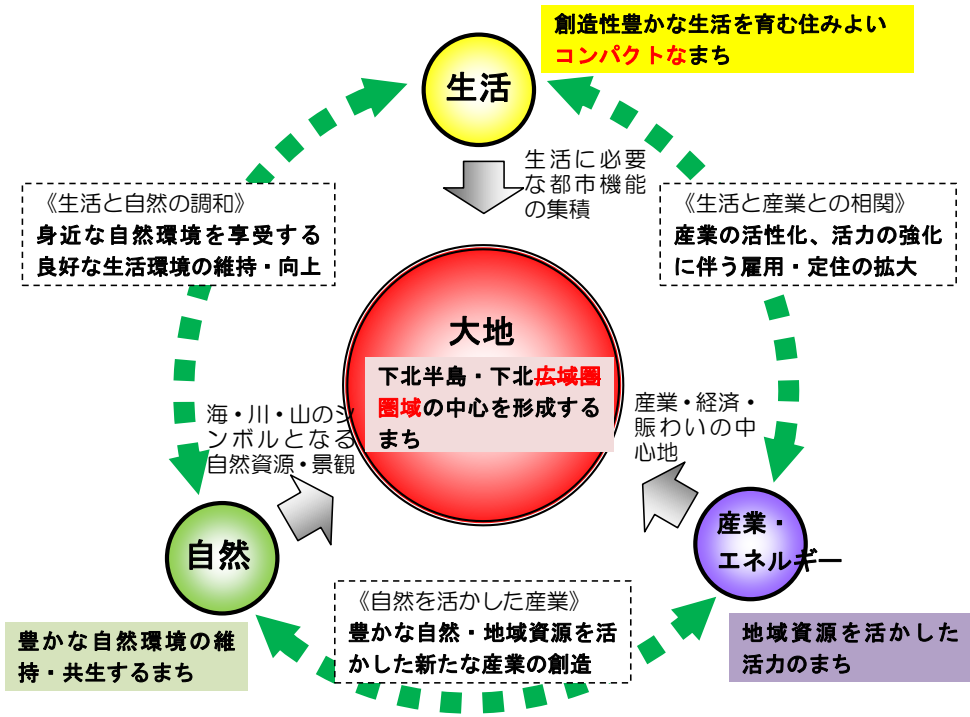 創造性豊かな生活を育む住みよい
コンパクトなまち
生活
生活に必要
な都市機能
の集積
《生活と自然の調和》
身近な自然環境を享受する
良好な生活環境の維持・向上
《生活と産業との相関》
産業の活性化、活力の強化
に伴う雇用・定住の拡大
大地
下北半島・下北広域圏
圏域の中心を形成する
まち
海・川・山のシ
ンボルとなる
自然資源・景観
産業・経済・
賑わいの中
心地
自然
産業・
エネルギー
《自然を活かした産業》
豊かな自然・地域資源を活
かした新たな産業の創造
豊かな自然環境の維
持・共生するまち
地域資源を活かした
活力のまち